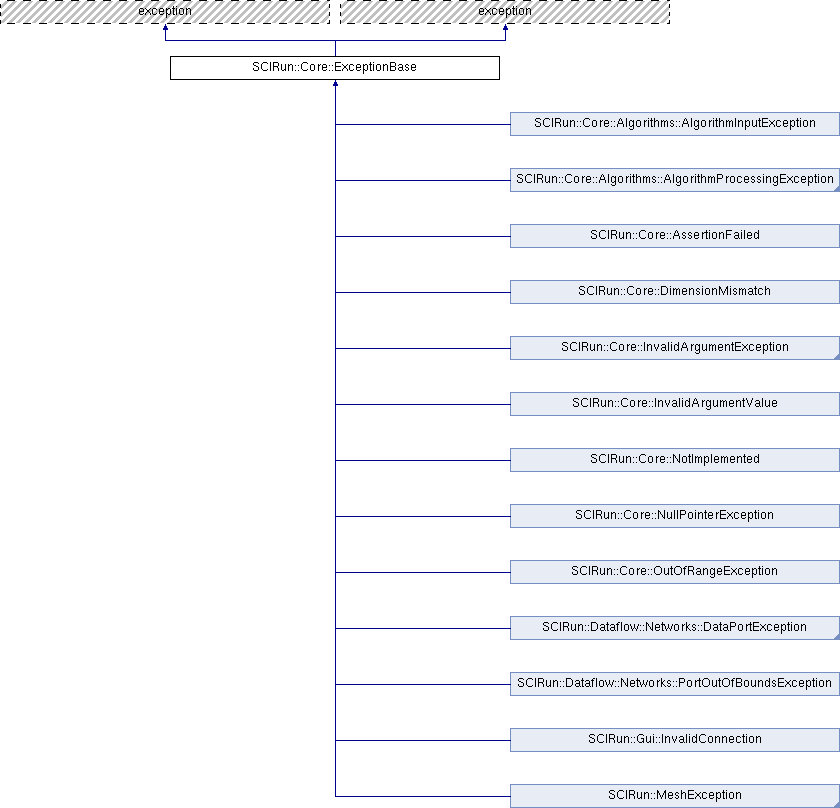 exception
exception
SCIRun::Core::ExceptionBase
SCIRun::Core::Algorithms::AlgorithmInputException
SCIRun::Core::Algorithms::AlgorithmProcessingException
SCIRun::Core::AssertionFailed
SCIRun::Core::DimensionMismatch
SCIRun::Core::InvalidArgumentException
SCIRun::Core::InvalidArgumentValue
SCIRun::Core::NotImplemented
SCIRun::Core::NullPointerException
SCIRun::Core::OutOfRangeException
SCIRun::Dataflow::Networks::DataPortException
SCIRun::Dataflow::Networks::PortOutOfBoundsException
SCIRun::Gui::InvalidConnection
SCIRun::MeshException